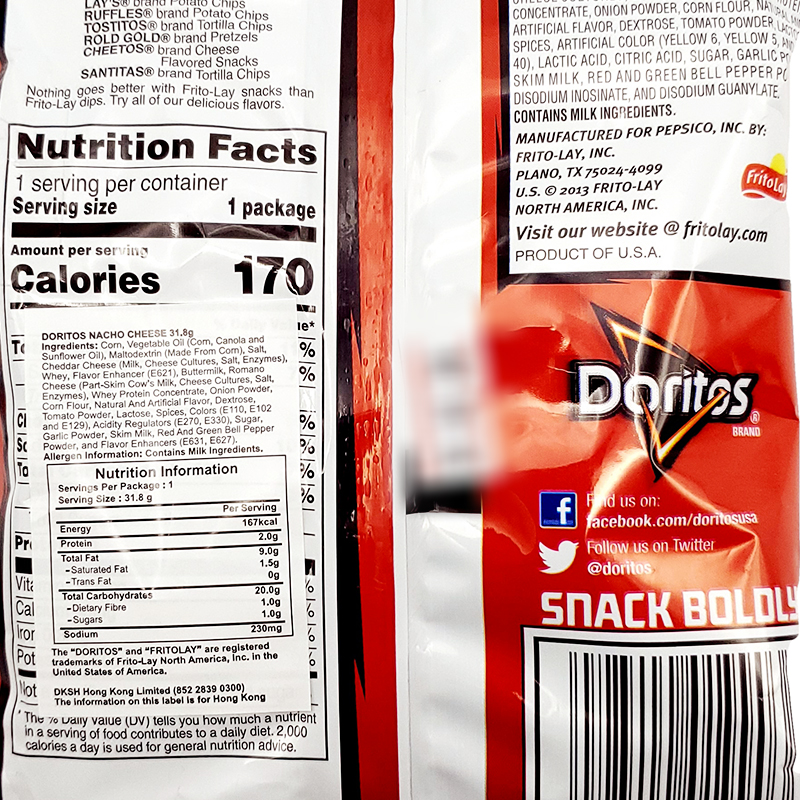 LAY'S® brand Potato Chips
RUFFLES® brand Potato Chips
TOSTITOS® brand Tortilla Chips
ROLD GOLD® brand Pretzels
CHEETOS® brand Cheese
Flavored Snacks
SANTITAS® brand Tortilla Chips
Nothing goes better with Frito-Lay snacks than
Frito-Lay dips. Try all of our delicious flavors.
Nutrition Facts
1 serving per container
Serving size 1 package
Amount per serving
Calories 170
DORITOS NACHO CHEESE 31.8g
Ingredients: Corn, Vegetable Oil (Corn, Canola and
Sunflower Oil), Maltodextrin (Made From Corn), Salt,
Cheddar Cheese (Milk, Cheese Cultures, Salt, Enzymes),
Whey, Flavor Enhancer (E621), Buttermilk, Romano
Cheese (Part-Skim Cow's Milk, Cheese Cultures, Salt,
Enzymes), Whey Protein Concentrate, Onion Powder,
Corn Flour, Natural And Artificial Flavor, Dextrose,
Tomato Powder, Lactose, Spices, Colors (E110, E102
and E129), Acidity Regulators (E270, E330), Sugar,
Garlic Powder, Skim Milk, Red And Green Bell Pepper
Powder, and Flavor Enhancers (E631, E627).
Allergen Information: Contains Milk Ingredients.
Nutrition Information
Servings Per Package : 1
Serving Size : 31.8 g
Per Serving
Energy 167kcal
Protein 2.0g
Total Fat 9.0g
-Saturated Fat 1.5g
-Trans Fat 0g
Total Carbohydrates 20.0g
-Dietary Fibre 1.0g
-Sugars 1.0g
Sodium 230mg
The "DORITOS" and "FRITOLAY" are registered
trademarks of Frito-Lay North America, Inc. in the
United States of America.
DKSH Hong Kong Limited (852 2839 0300)
The information on this label is for Hong Kong
* The % Daily Value (DV) tells you how much a nutrient
in a serving of food contributes to a daily diet. 2,000
calories a day is used for general nutrition advice.
CONCENTRATE, ONION POWDER, CORN FLOUR,
ARTIFICIAL FLAVOR, DEXTROSE, TOMATO POWDER,
SPICES, ARTIFICIAL COLOR (YELLOW 6, YELLOW 5,
40), LACTIC ACID, CITRIC ACID, SUGAR, GARLIC
SKIM MILK, RED AND GREEN BELL PEPPER
DISODIUM INOSINATE, AND DISODIUM GUANYLATE.
CONTAINS MILK INGREDIENTS.
MANUFACTURED FOR PEPSICO, INC. BY:
FRITO-LAY, INC.
PLANO, TX 75024-4099
U.S. © 2013 FRITO-LAY
NORTH AMERICA, INC.
Visit our website @ fritolay.com
PRODUCT OF U.S.A.
Frito Lay
Doritos®
BRAND
Find us on:
facebook.com/doritosusa
Follow us on Twitter
@doritos
SNACK BOLDLY